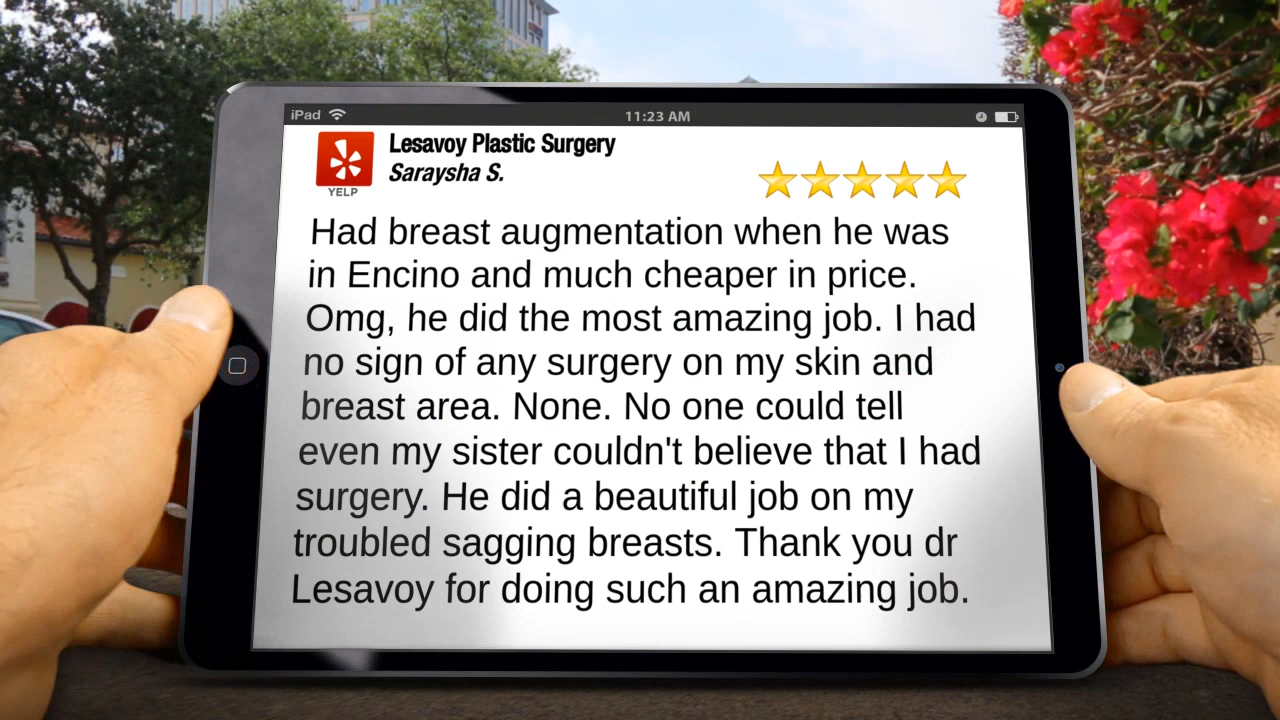 iPad
11:23 AM
YELP
Lesavoy Plastic Surgery
Saraysha S.
Had breast augmentation when he was
in Encino and much cheaper in price.
Omg, he did the most amazing job. I had
no sign of any surgery on my skin and
breast area. None. No one could tell
even my sister couldn't believe that I had
surgery. He did a beautiful job on my
troubled sagging breasts. Thank you dr
Lesavoy for doing such an amazing job.